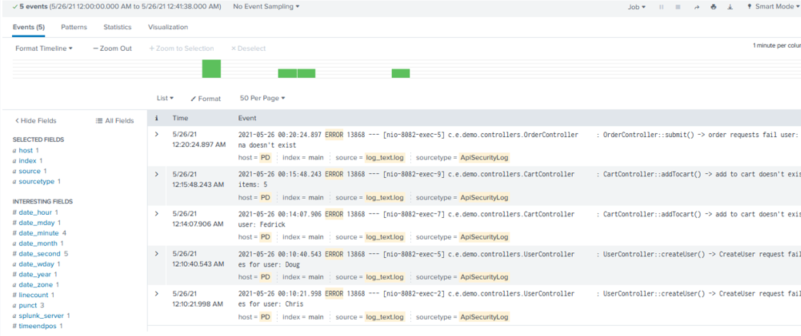 ✓ 5 events (5/26/21 12:00:00.000 AM to 5/26/21 12:41:38.000 AM) No Event Sampling ▾ Job ▾ Smart Mode ▾
Events (5) Patterns Statistics Visualization
Format Timeline ▾ – Zoom Out + Zoom to Selection × Deselect 1 minute per colu
List ▾ Format 50 Per Page ▾
< Hide Fields All Fields
SELECTED FIELDS
a host 1
a index 1
a source 1
a sourcetype 1
INTERESTING FIELDS
# date_hour 1
# date_mday 1
# date_minute 4
a date_month 1
# date_second 5
a date_wday 1
# date_year 1
a date_zone 1
# linecount 1
a punct 3
a splunk_server 1
# timeendpos 1
i Time Event
> 5/26/21 2021-05-26 00:20:24.897 ERROR 13868 --- [nio-8082-exec-5] c.e.demo.controllers.OrderController : OrderController::submit() -> order requests fail user:
12:20:24.897 AM na doesn't exist
host = PD index = main source = log_text.log sourcetype = ApiSecurityLog
> 5/26/21 2021-05-26 00:15:48.243 ERROR 13868 --- [nio-8082-exec-9] c.e.demo.controllers.CartController : CartController::addTocart() -> add to cart doesn't exis
12:15:48.243 AM items: 5
host = PD index = main source = log_text.log sourcetype = ApiSecurityLog
> 5/26/21 2021-05-26 00:14:07.906 ERROR 13868 --- [nio-8082-exec-7] c.e.demo.controllers.CartController : CartController::addTocart() -> add to cart doesn't exis
12:14:07.906 AM user: Fedrick
host = PD index = main source = log_text.log sourcetype = ApiSecurityLog
> 5/26/21 2021-05-26 00:10:40.543 ERROR 13868 --- [nio-8082-exec-5] c.e.demo.controllers.UserController : UserController::createUser() -> CreateUser request fail
12:10:40.543 AM es for user: Doug
host = PD index = main source = log_text.log sourcetype = ApiSecurityLog
> 5/26/21 2021-05-26 00:10:21.998 ERROR 13868 --- [nio-8082-exec-2] c.e.demo.controllers.UserController : UserController::createUser() -> CreateUser request fail
12:10:21.998 AM es for user: Chris
host = PD index = main source = log_text.log sourcetype = ApiSecurityLog